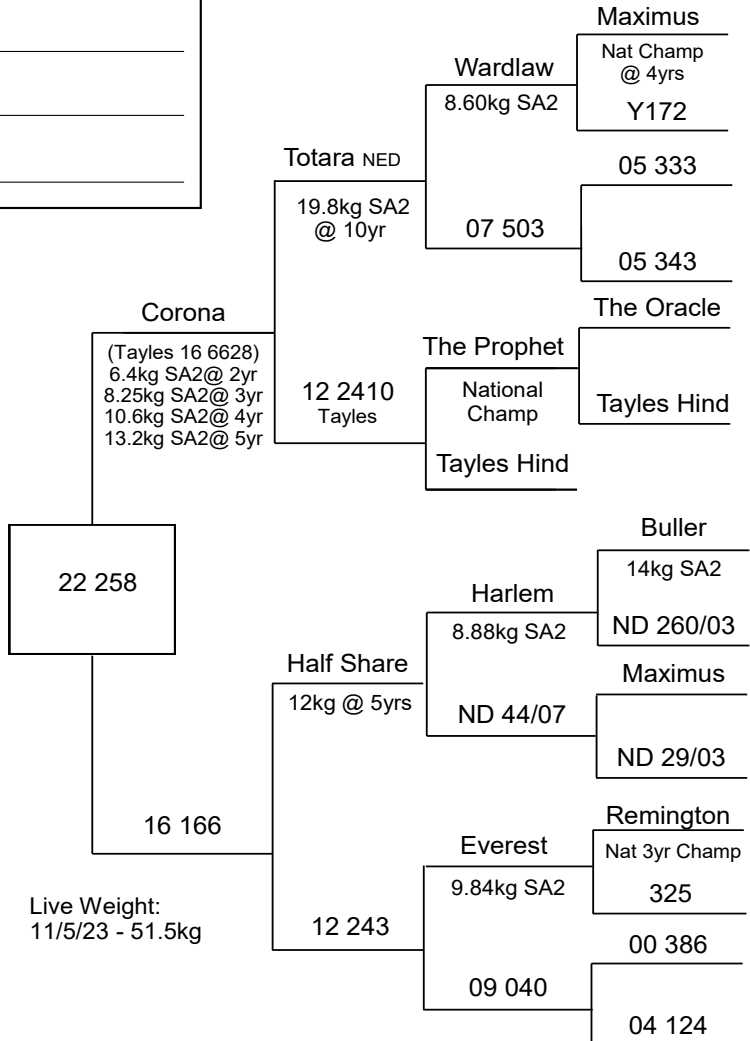 Maximus
Nat Champ
@ 4yrs
Y172
Wardlaw
8.60kg SA2
05 333
07 503
05 343
Totara NED
19.8kg SA2
@ 10yr
Corona
(Tayles 16 6628)
6.4kg SA2@ 2yr
8.25kg SA2@ 3yr
10.6kg SA2@ 4yr
13.2kg SA2@ 5yr
The Oracle
The Prophet
National
Champ
Tayles Hind
12 2410
Tayles
Tayles Hind
22 258
Buller
14kg SA2
ND 260/03
Harlem
8.88kg SA2
Maximus
ND 44/07
ND 29/03
Half Share
12kg @ 5yrs
16 166
Remington
Nat 3yr Champ
325
Everest
9.84kg SA2
00 386
12 243
09 040
04 124
Live Weight:
11/5/23 - 51.5kg